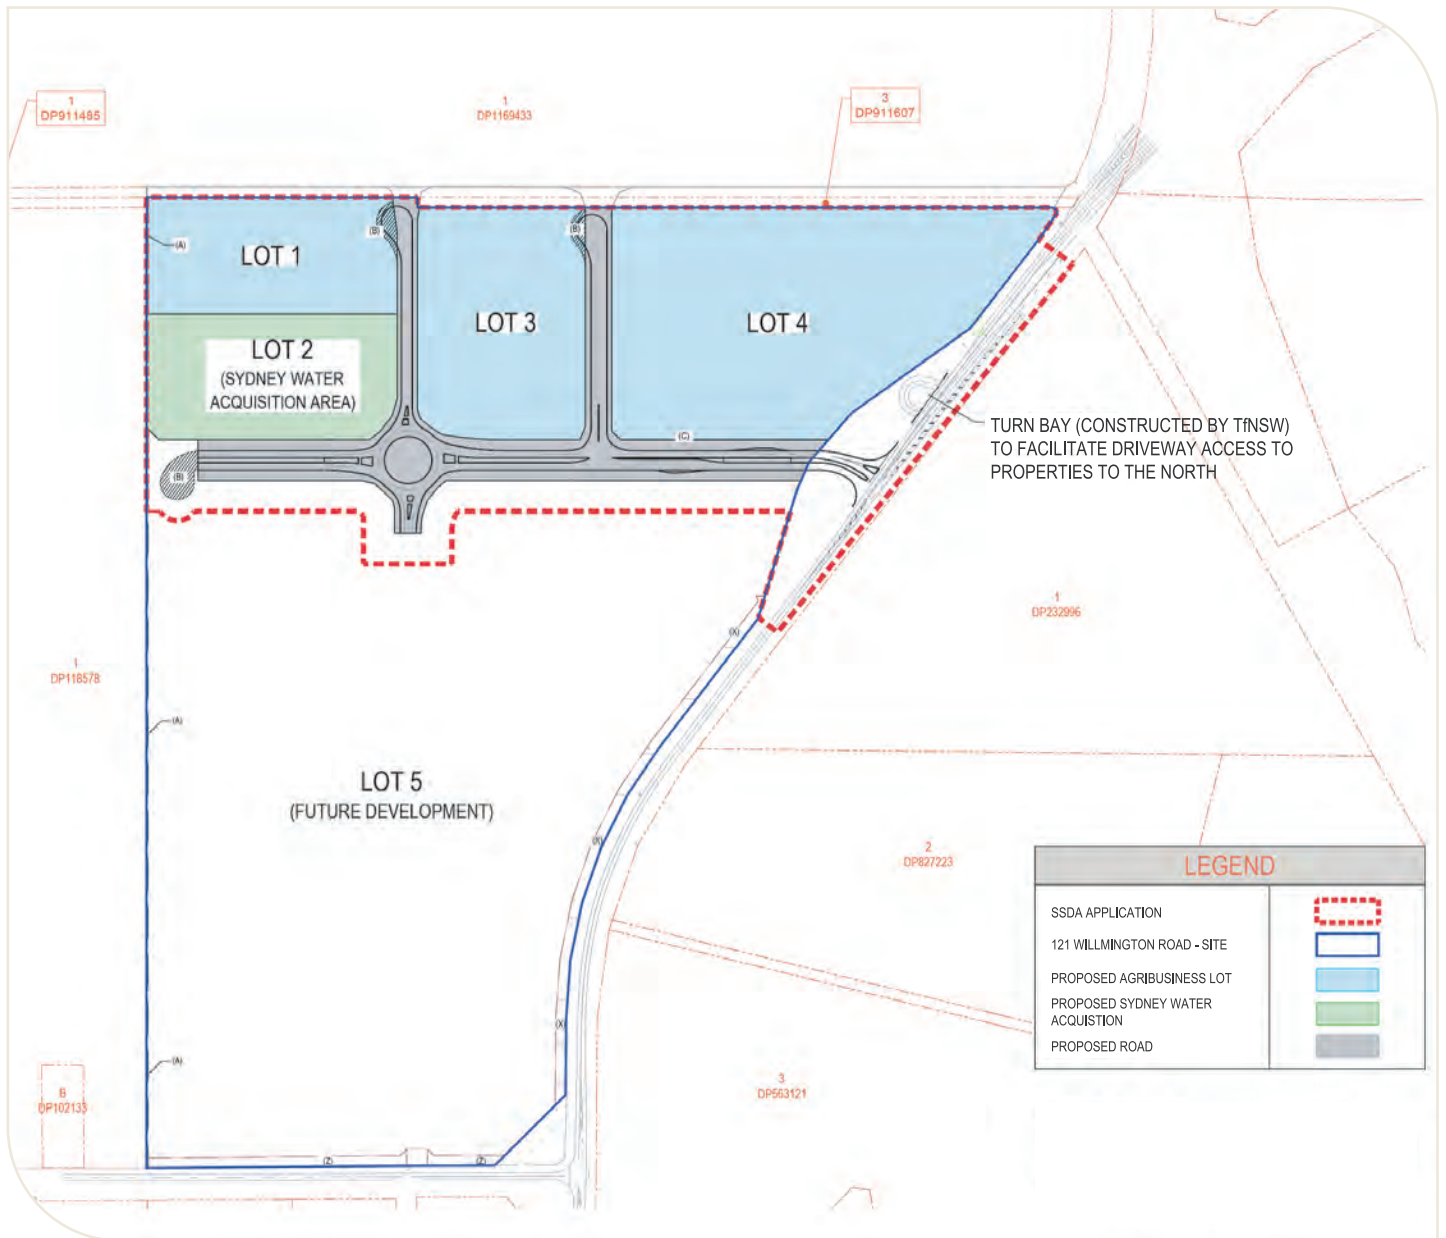 1
DP911485
1
DP1169433
3
DP911607
(A)
LOT 1
(B)
(B)
LOT 3
LOT 4
LOT 2
(SYDNEY WATER
ACQUISITION AREA)
TURN BAY (CONSTRUCTED BY TfNSW)
TO FACILITATE DRIVEWAY ACCESS TO
PROPERTIES TO THE NORTH
(C)
(B)
1
DP232996
(X)
1
DP118578
(A)
LOT 5
(FUTURE DEVELOPMENT)
(X)
2
DP827223
LEGEND
SSDA APPLICATION
121 WILLMINGTON ROAD - SITE
PROPOSED AGRIBUSINESS LOT
PROPOSED SYDNEY WATER
ACQUISTION
PROPOSED ROAD
(X)
(A)
B
DP102133
3
DP563121
(Z)
(Z)